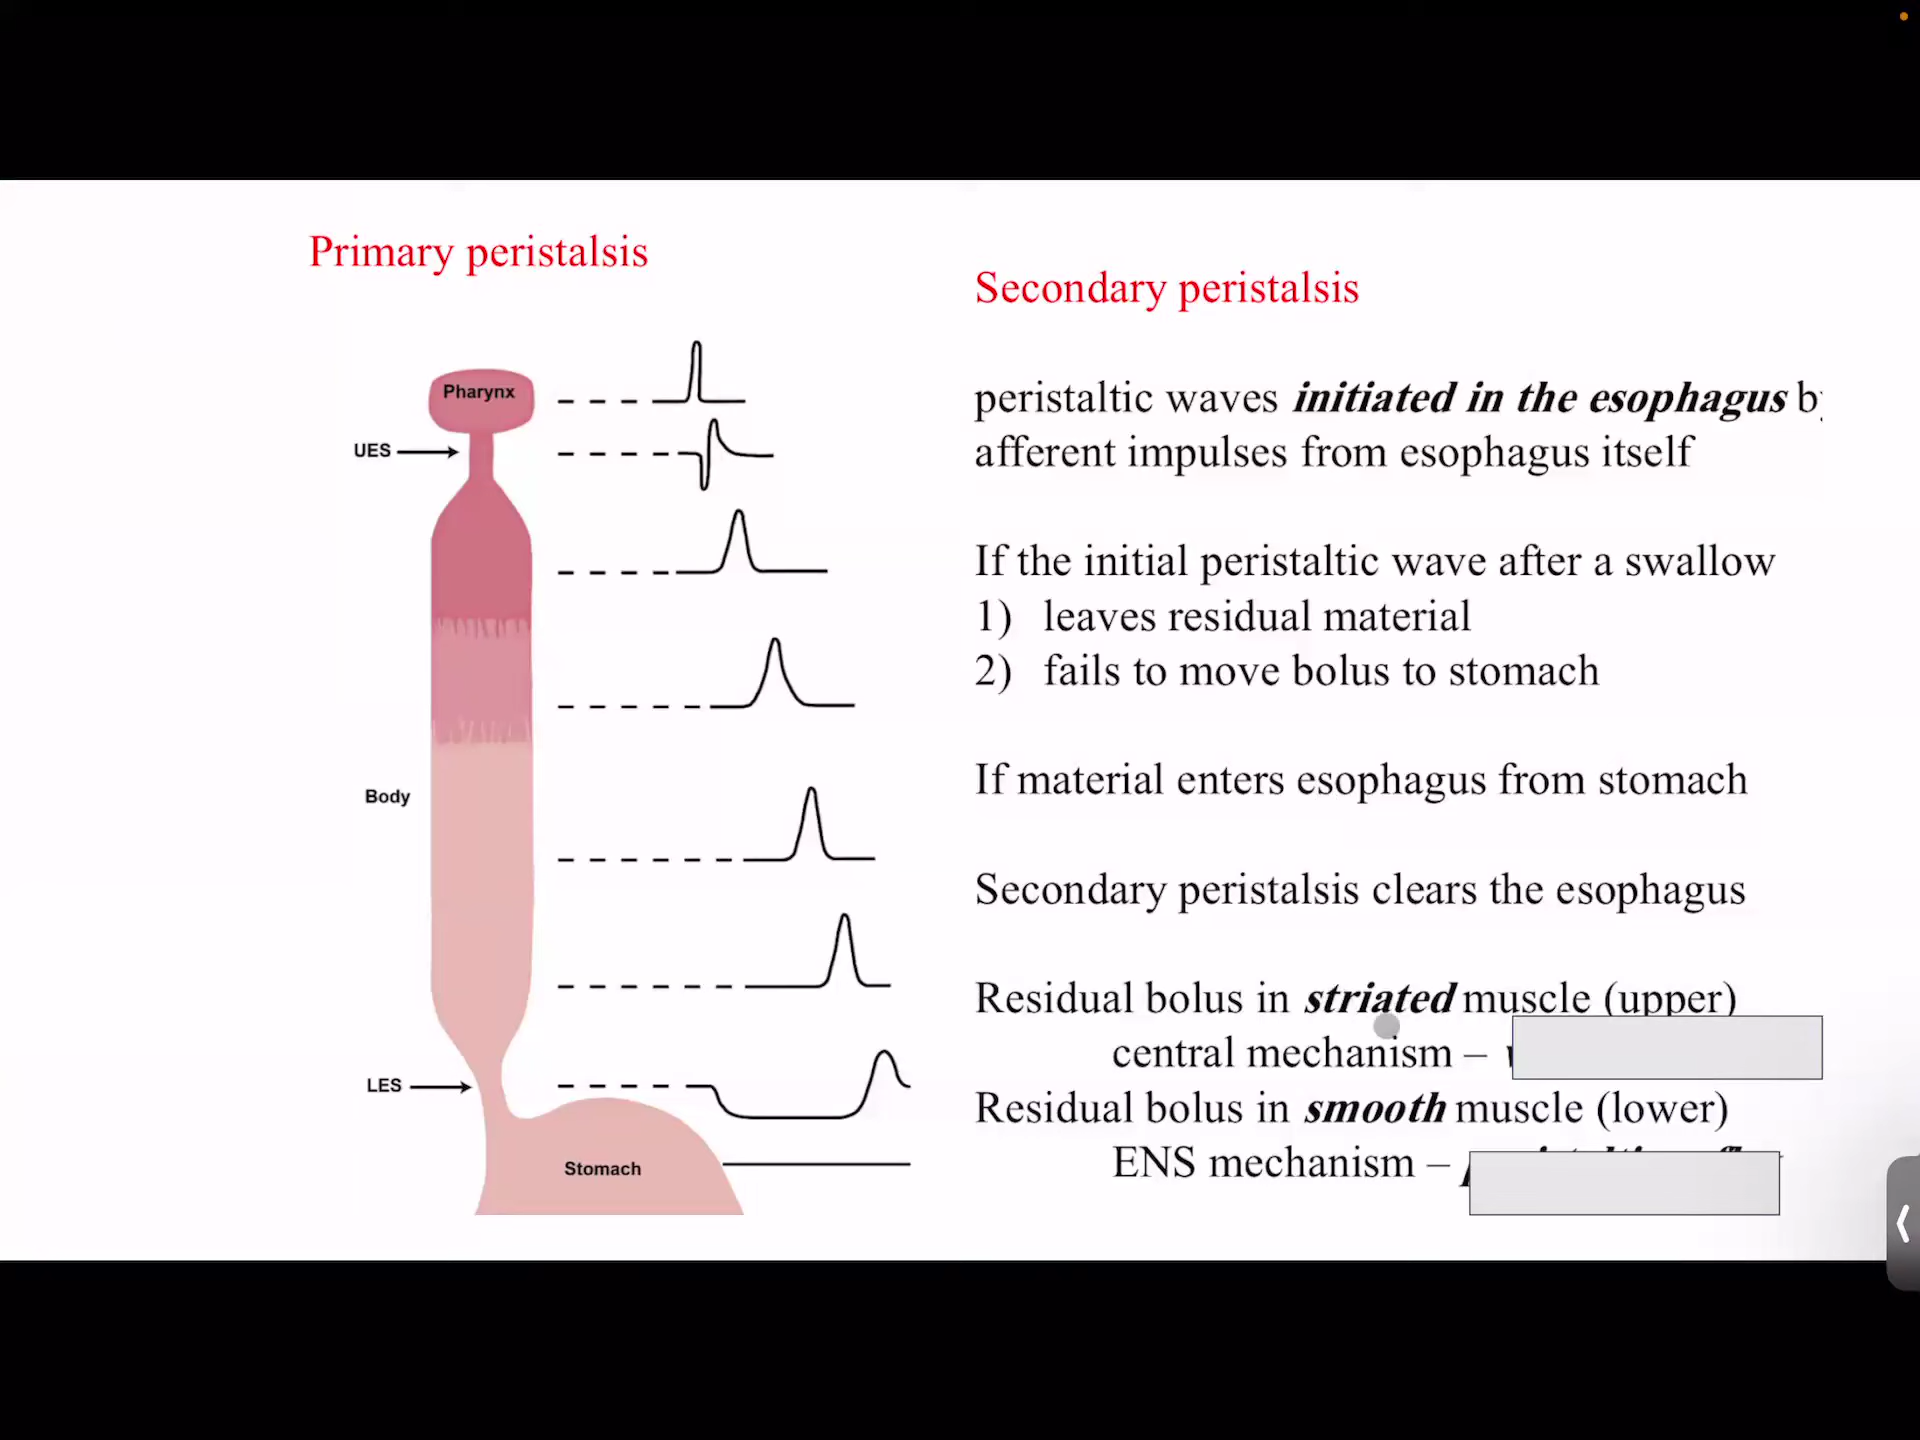 Primary peristalsis
Pharynx
UES
Body
LES
Stomach
Secondary peristalsis
peristaltic waves initiated in the esophagus
afferent impulses from esophagus itself
If the initial peristaltic wave after a swallow
1) leaves residual material
2) fails to move bolus to stomach
If material enters esophagus from stomach
Secondary peristalsis clears the esophagus
Residual bolus in striated muscle (upper)
central mechanism –
Residual bolus in smooth muscle (lower)
ENS mechanism –